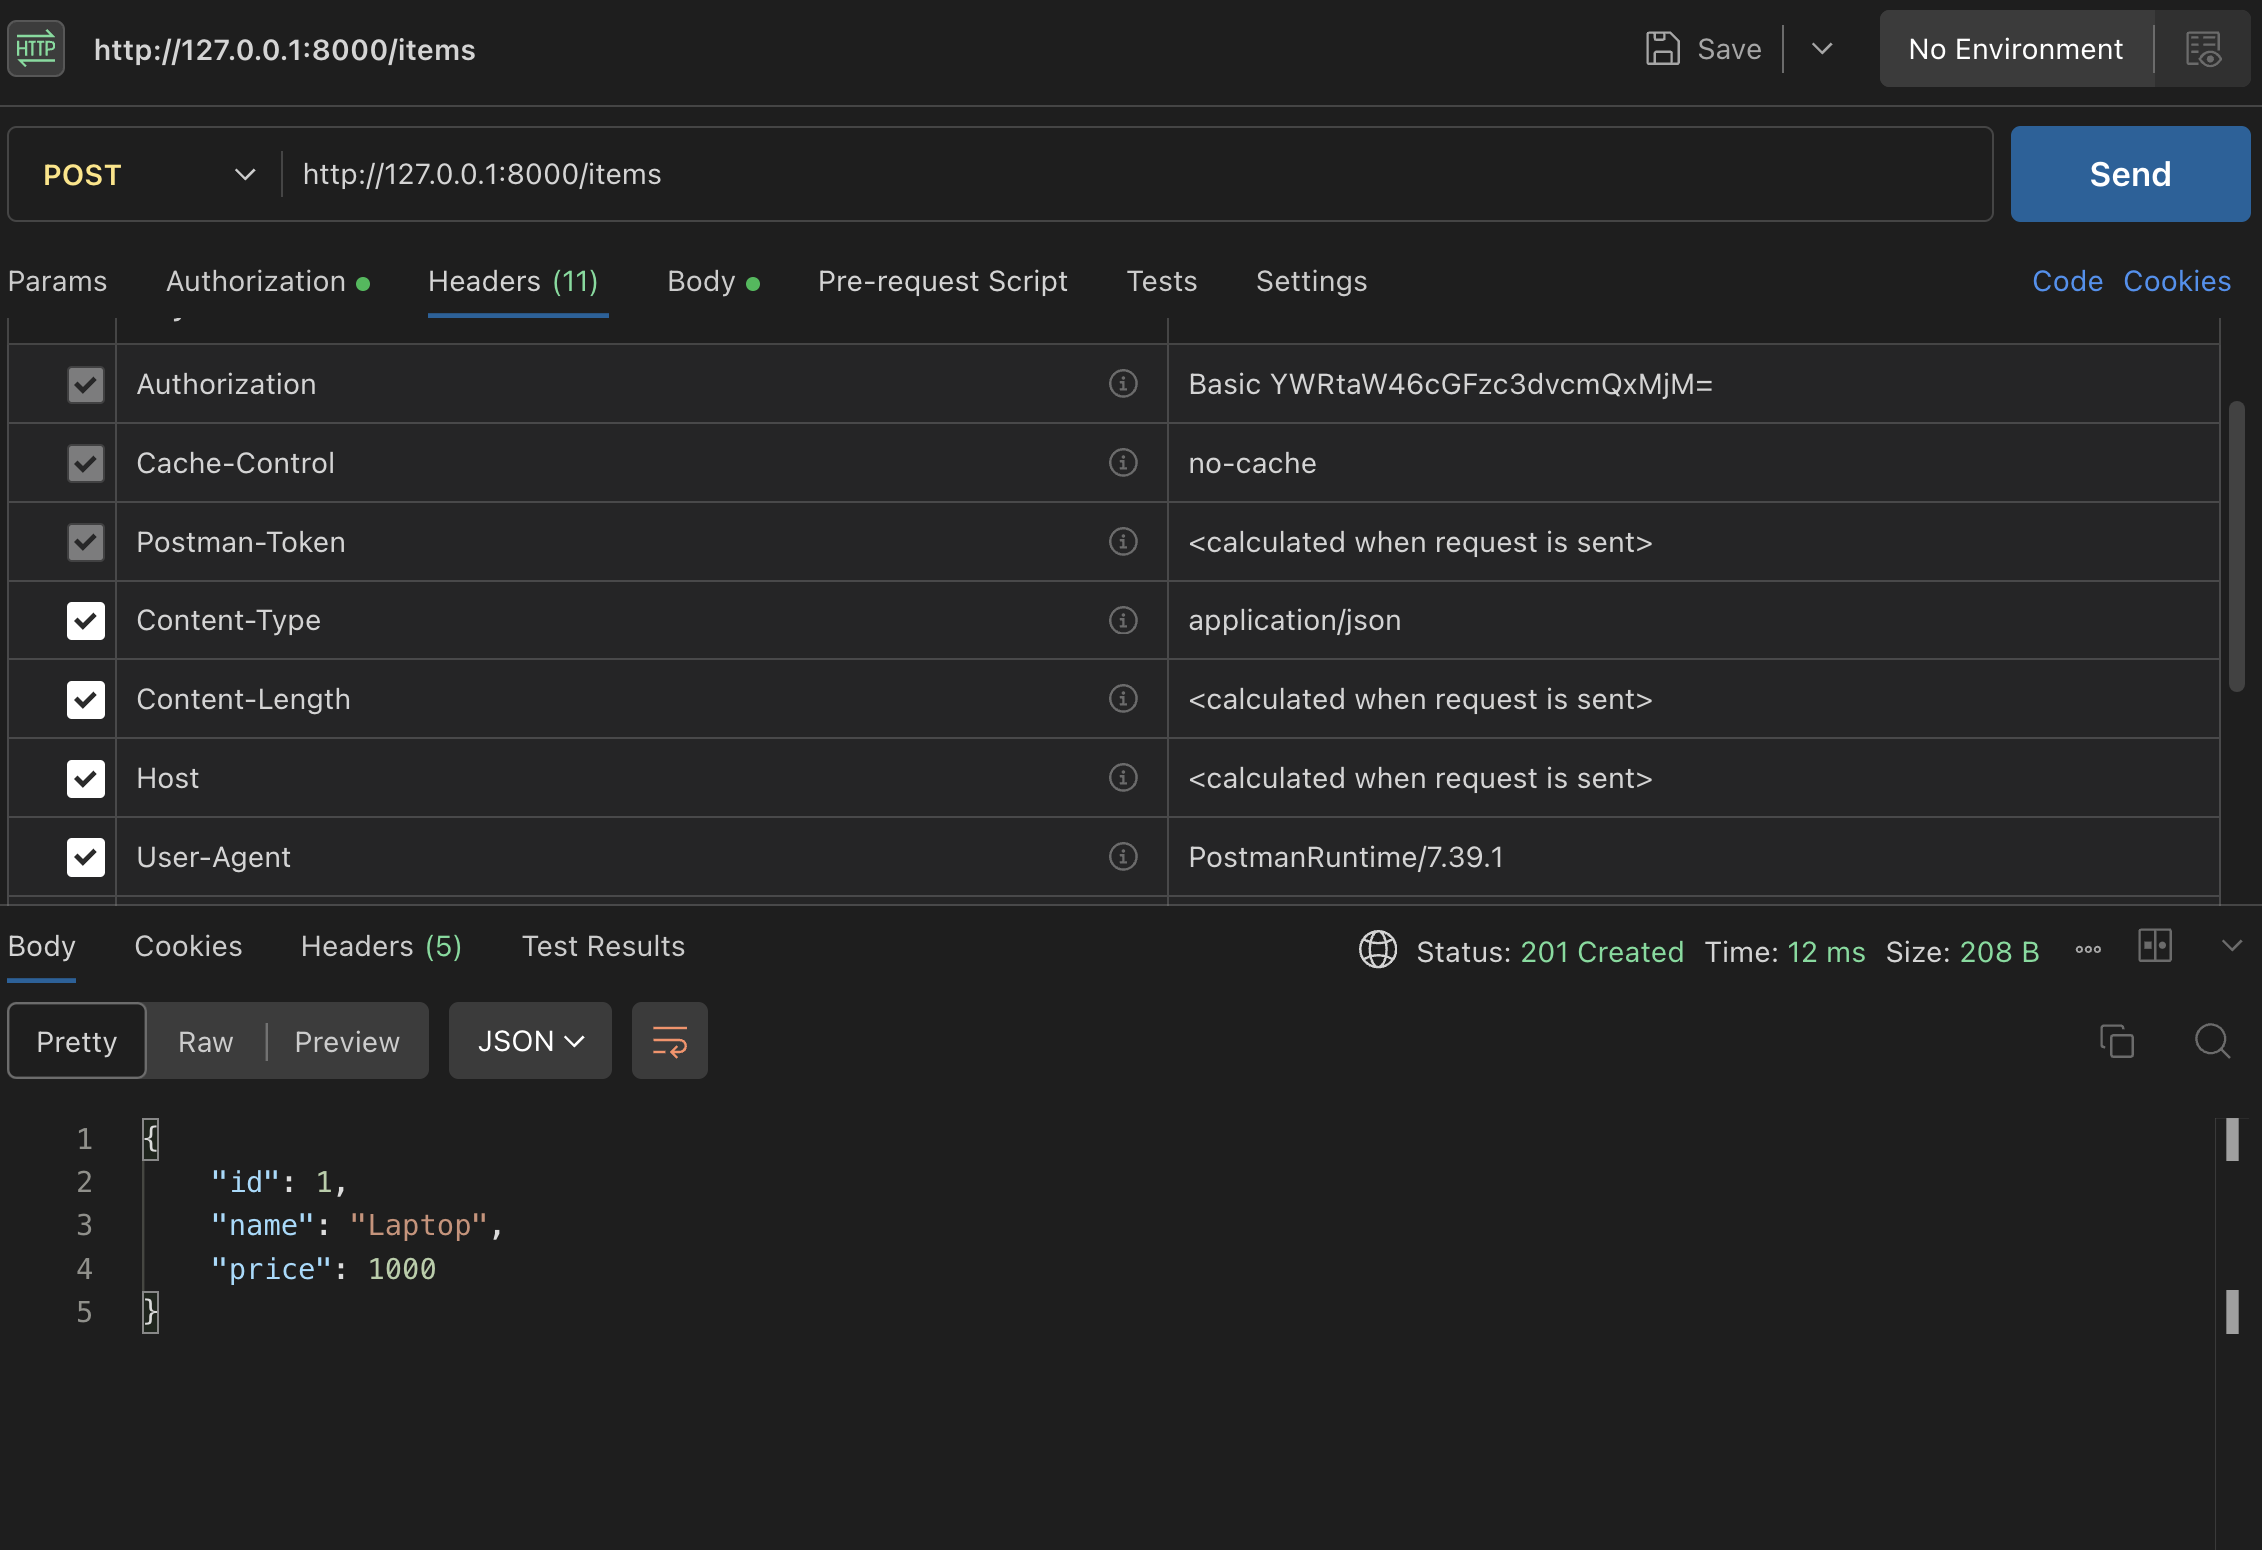 HTTP http://127.0.0.1:8000/items Save No Environment
POST http://127.0.0.1:8000/items Send
Params Authorization Headers (11) Body Pre-request Script Tests Settings Code Cookies
Authorization Basic YWRtaW46cGFzc3dvcmQxMjM=
Cache-Control no-cache
Postman-Token <calculated when request is sent>
Content-Type application/json
Content-Length <calculated when request is sent>
Host <calculated when request is sent>
User-Agent PostmanRuntime/7.39.1
Body Cookies Headers (5) Test Results Status: 201 Created Time: 12 ms Size: 208 B
Pretty Raw Preview JSON
1 {
2 "id": 1,
3 "name": "Laptop",
4 "price": 1000
5 }